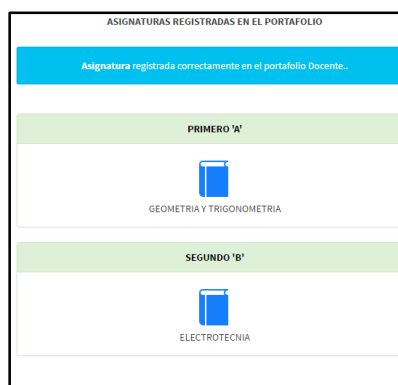 ASIGNATURAS REGISTRADAS EN EL PORTAFOLIO
Asignatura registrada correctamente en el portafolio Docente..
PRIMERO 'A'
GEOMETRIA Y TRIGONOMETRIA
SEGUNDO 'B'
ELECTROTECNIA